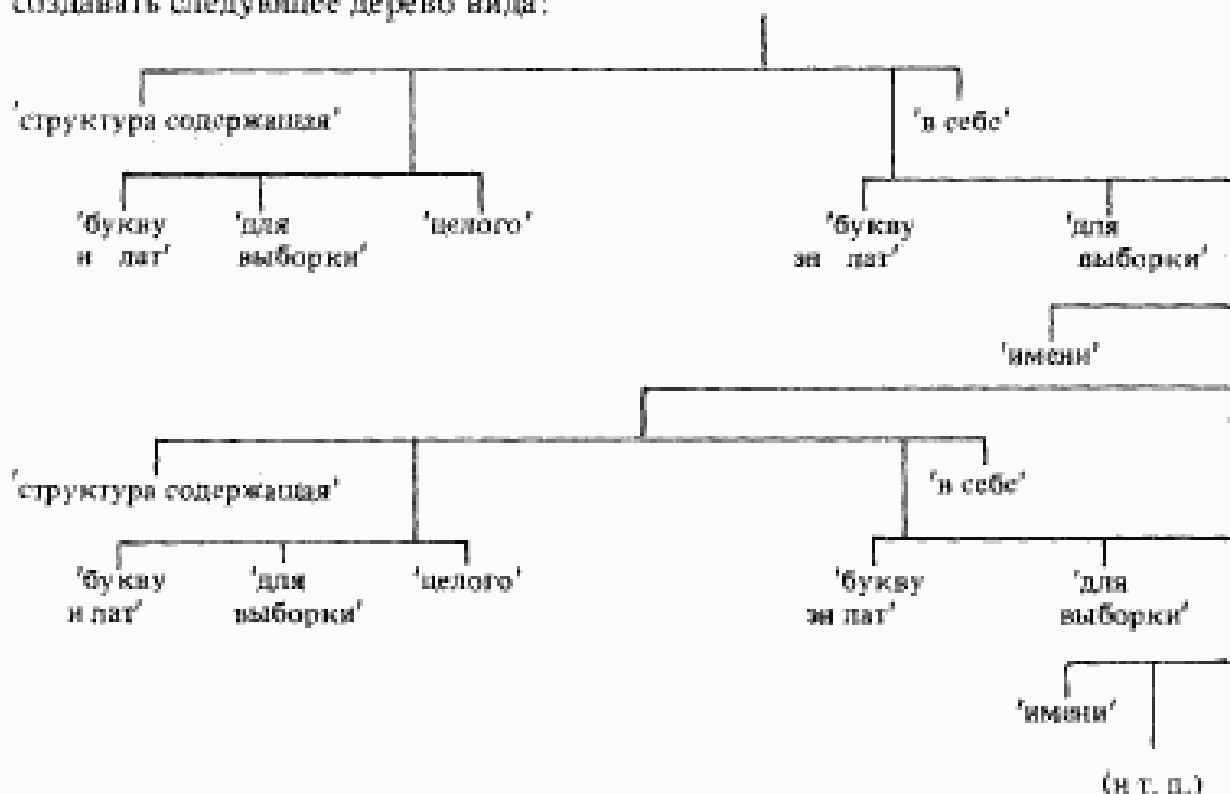 создавать следующее дерево вида:
'структура содержащая' 'в себе'
'букву 'для 'целого' 'букву 'для
и лат' выборки' эн лат' выборки'
'имени'
'структура содержащая' 'в себе'
'букву 'для 'целого' 'букву 'для
и лат' выборки' эн лат' выборки'
'имени'
(и т. п.)